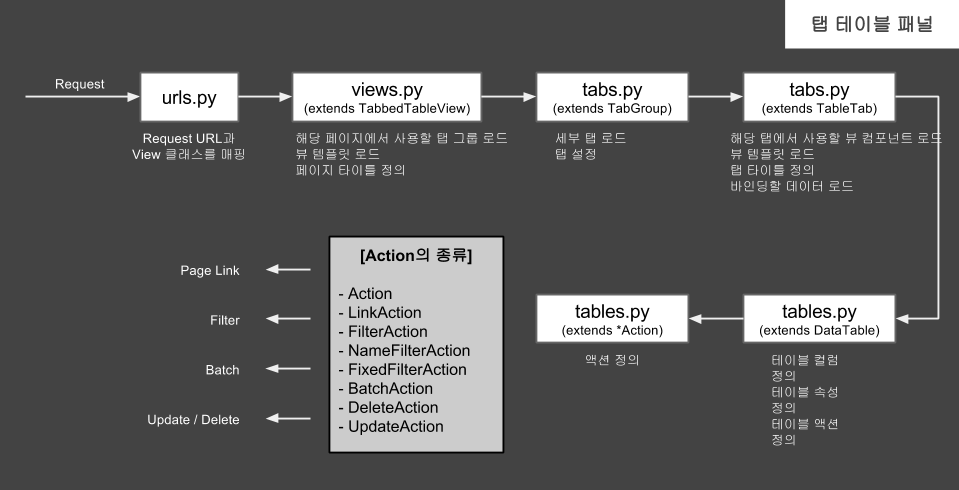 탭 테이블 패널
Request
urls.py
Request URL과
View 클래스를 매핑
views.py
(extends TabbedTableView)
해당 페이지에서 사용할 탭 그룹 로드
뷰 템플릿 로드
페이지 타이틀 정의
tabs.py
(extends TabGroup)
세부 탭 로드
탭 설정
tabs.py
(extends TableTab)
해당 탭에서 사용할 뷰 컴포넌트 로드
뷰 템플릿 로드
탭 타이틀 정의
바인딩할 데이터 로드
Page Link
Filter
Batch
Update / Delete
[Action의 종류]
- Action
- LinkAction
- FilterAction
- NameFilterAction
- FixedFilterAction
- BatchAction
- DeleteAction
- UpdateAction
tables.py
(extends *Action)
액션 정의
tables.py
(extends DataTable)
테이블 컬럼
정의
테이블 속성
정의
테이블 액션
정의